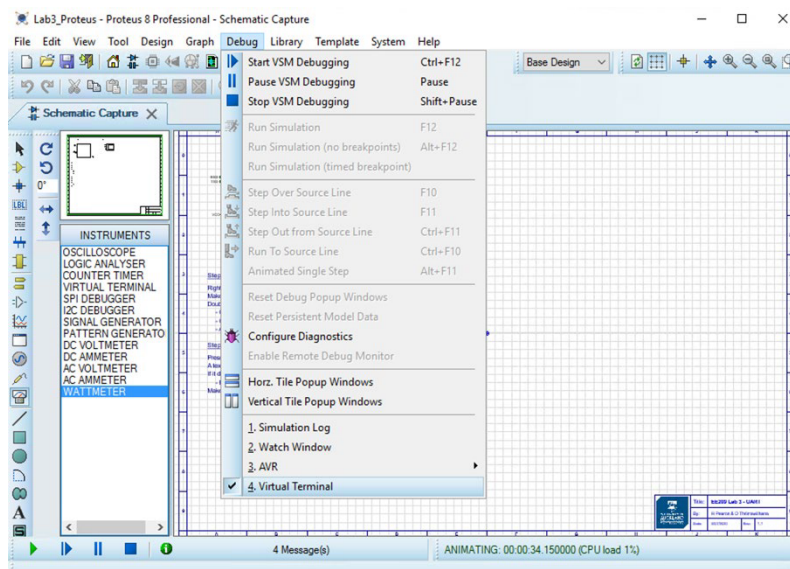 Lab3_Proteus - Proteus 8 Professional - Schematic Capture
File Edit View Tool Design Graph Debug Library Template System Help
Base Design
Schematic Capture
Start VSM Debugging Ctrl+F12
Pause VSM Debugging Pause
Stop VSM Debugging Shift+Pause
Run Simulation F12
Run Simulation (no breakpoints) Alt+F12
Run Simulation (timed breakpoint)
Step Over Source Line F10
Step Into Source Line F11
Step Out from Source Line Ctrl+F11
Run To Source Line Ctrl+F10
Animated Single Step Alt+F11
Reset Debug Popup Windows
Reset Persistent Model Data
Configure Diagnostics
Enable Remote Debug Monitor
Horz. Tile Popup Windows
Vertical Tile Popup Windows
1. Simulation Log
2. Watch Window
3. AVR
4. Virtual Terminal
0°
LBL
INSTRUMENTS
OSCILLOSCOPE
LOGIC ANALYSER
COUNTER TIMER
VIRTUAL TERMINAL
SPI DEBUGGER
I2C DEBUGGER
SIGNAL GENERATOR
PATTERN GENERATO
DC VOLTMETER
DC AMMETER
AC VOLTMETER
AC AMMETER
WATTMETER
A
S
Title: EE209 Lab 3 - UART
4 Message(s)
ANIMATING: 00:00:34.150000 (CPU load 1%)